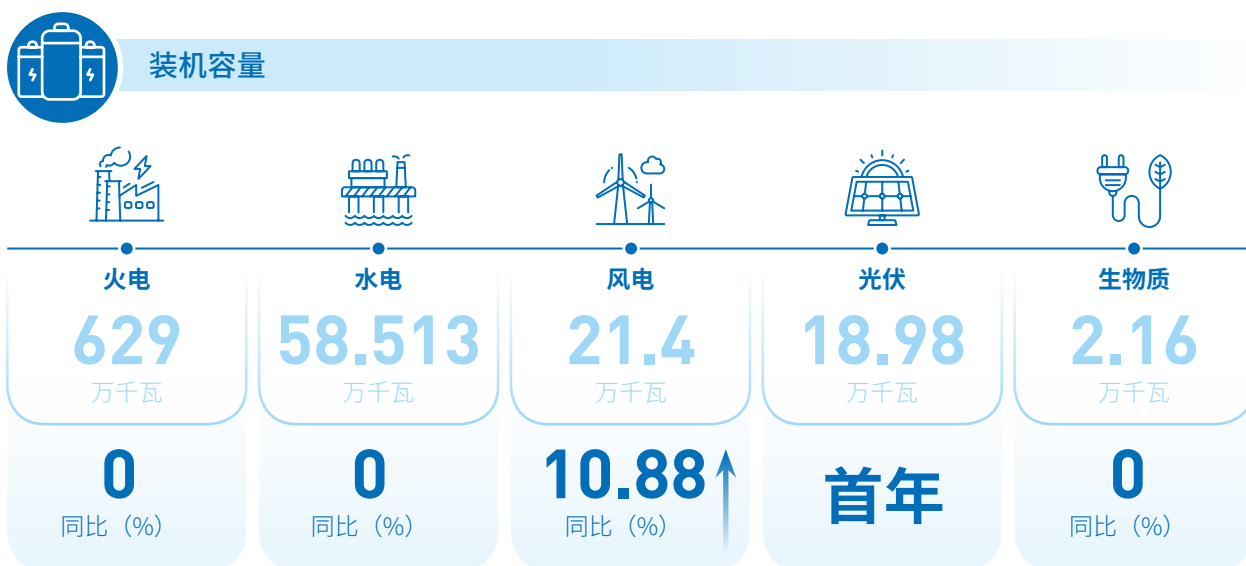 装机容量
火电
629
万千瓦
0
同比（%）
水电
58.513
万千瓦
0
同比（%）
风电
21.4
万千瓦
10.88
同比（%）
光伏
18.98
万千瓦
首年
生物质
2.16
万千瓦
0
同比（%）